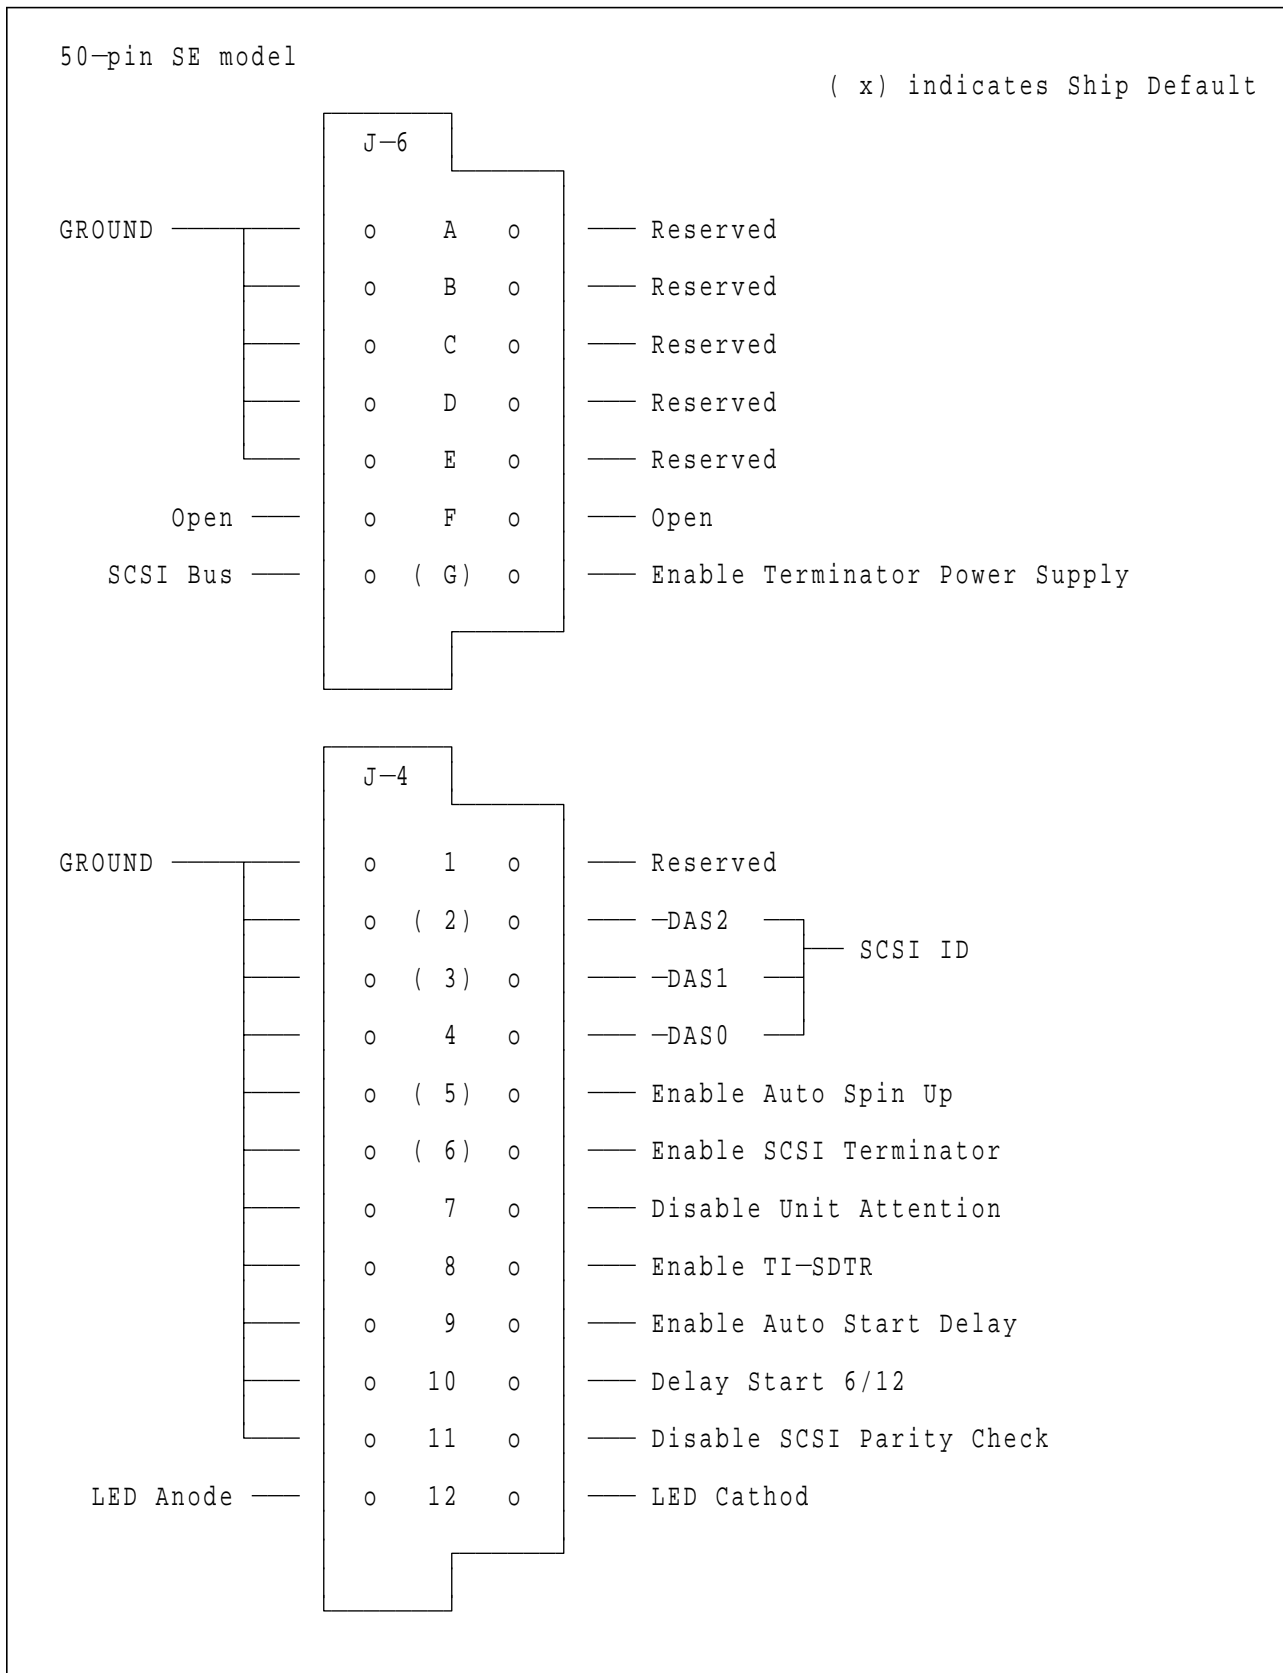 50—pin SE model
( x) indicates Ship Default
J—6
GROUND o A o Reserved
o B o Reserved
o C o Reserved
o D o Reserved
o E o Reserved
Open o F o Open
SCSI Bus o ( G) o Enable Terminator Power Supply
J—4
GROUND o 1 o Reserved
o ( 2) o —DAS2
SCSI ID
o ( 3) o —DAS1
o 4 o —DAS0
o ( 5) o Enable Auto Spin Up
o ( 6) o Enable SCSI Terminator
o 7 o Disable Unit Attention
o 8 o Enable TI—SDTR
o 9 o Enable Auto Start Delay
o 10 o Delay Start 6/12
o 11 o Disable SCSI Parity Check
LED Anode o 12 o LED Cathod